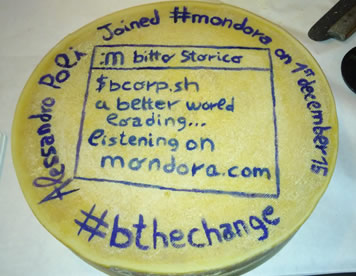 Alessandro Poli Joined #mondora on 1st december 15
:M bitto Storico
$bcorp.sh
a better world
loading...
listening on
mondora.com
#bthechange